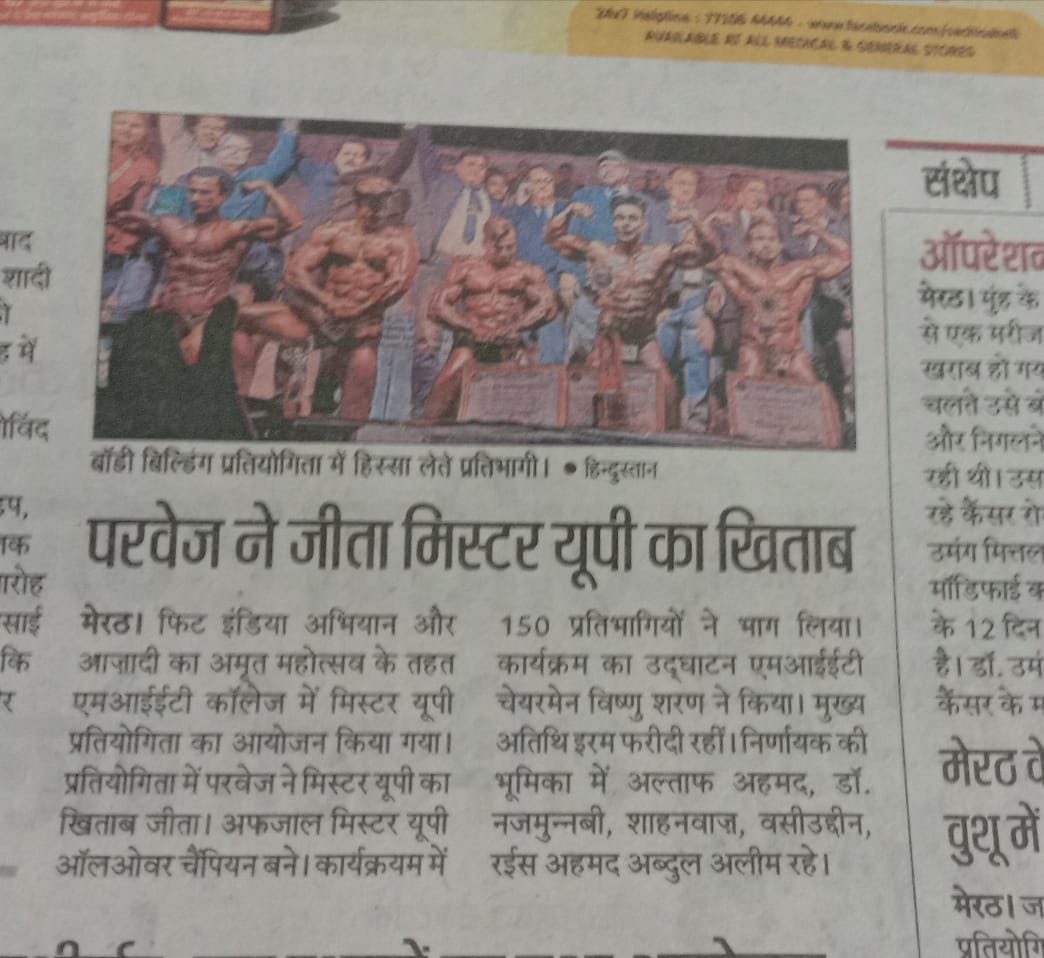 24x7 Helpline : 77106 44444 - www.facebook.com/
AVAILABLE AT ALL MEDICAL & GENERAL STORES
बॉडी बिल्डिंग प्रतियोगिता में हिस्सा लेते प्रतिभागी। ● हिन्दुस्तान
परवेज ने जीता मिस्टर यूपी का खिताब
मेरठ। फिट इंडिया अभियान और
आज़ादी का अमृत महोत्सव के तहत
एमआईईटी कॉलेज में मिस्टर यूपी
प्रतियोगिता का आयोजन किया गया।
प्रतियोगिता में परवेज ने मिस्टर यूपी का
खिताब जीता। अफजाल मिस्टर यूपी
ऑलओवर चैंपियन बने। कार्यक्रयम में
150 प्रतिभागियों ने भाग लिया।
कार्यक्रम का उद्घाटन एमआईईटी
चेयरमेन विष्णु शरण ने किया। मुख्य
अतिथि इरम फरीदी रहीं। निर्णायक की
भूमिका में अल्ताफ अहमद, डॉ.
नजमुन्नबी, शाहनवाज़, वसीउद्दीन,
रईस अहमद अब्दुल अलीम रहे।
शादी
में
साई
कि
संक्षेप
ऑपरेशन
मेरठ। मुंह के
से एक मरीज
खराब हो गय
चलते उसे ब
और निगलने
रही थी। उस
रहे कैंसर रो
उमंग मित्तल
मॉडिफाई क
के 12 दिन
है। डॉ. उमं
कैंसर के म
मेरठ के
वुशू में
मेरठ। ज
प्रतियोगि